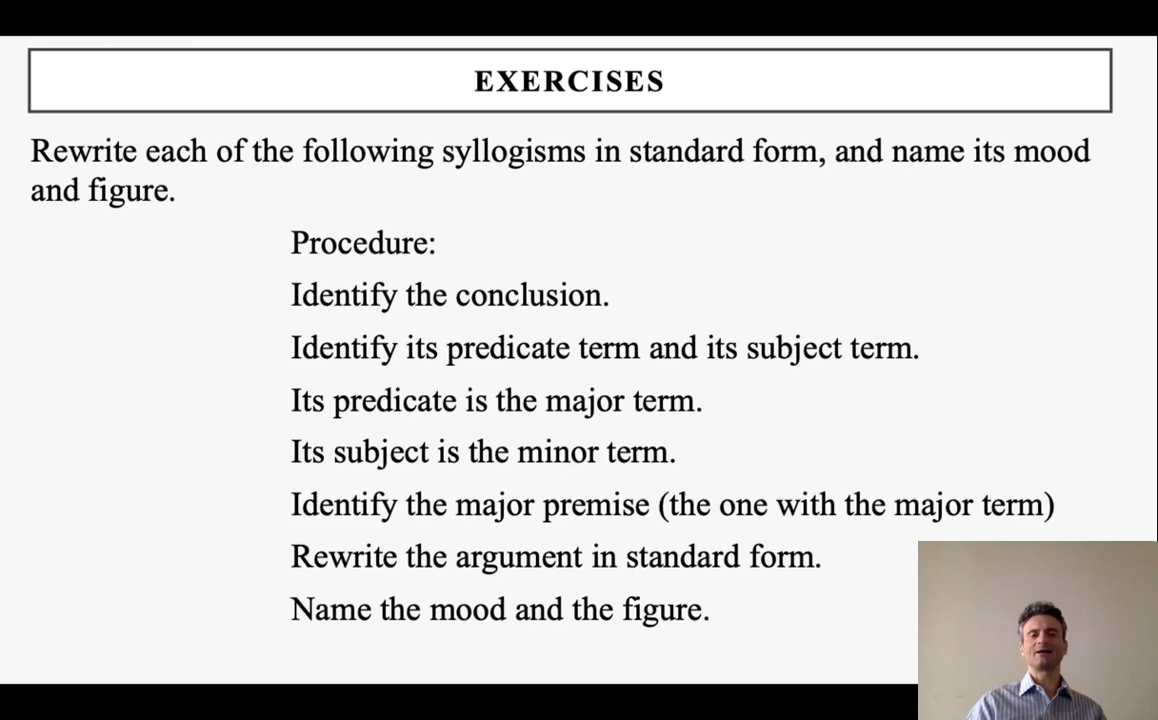 EXERCISES
Rewrite each of the following syllogisms in standard form, and name its mood
and figure.
Procedure:
Identify the conclusion.
Identify its predicate term and its subject term.
Its predicate is the major term.
Its subject is the minor term.
Identify the major premise (the one with the major term)
Rewrite the argument in standard form.
Name the mood and the figure.